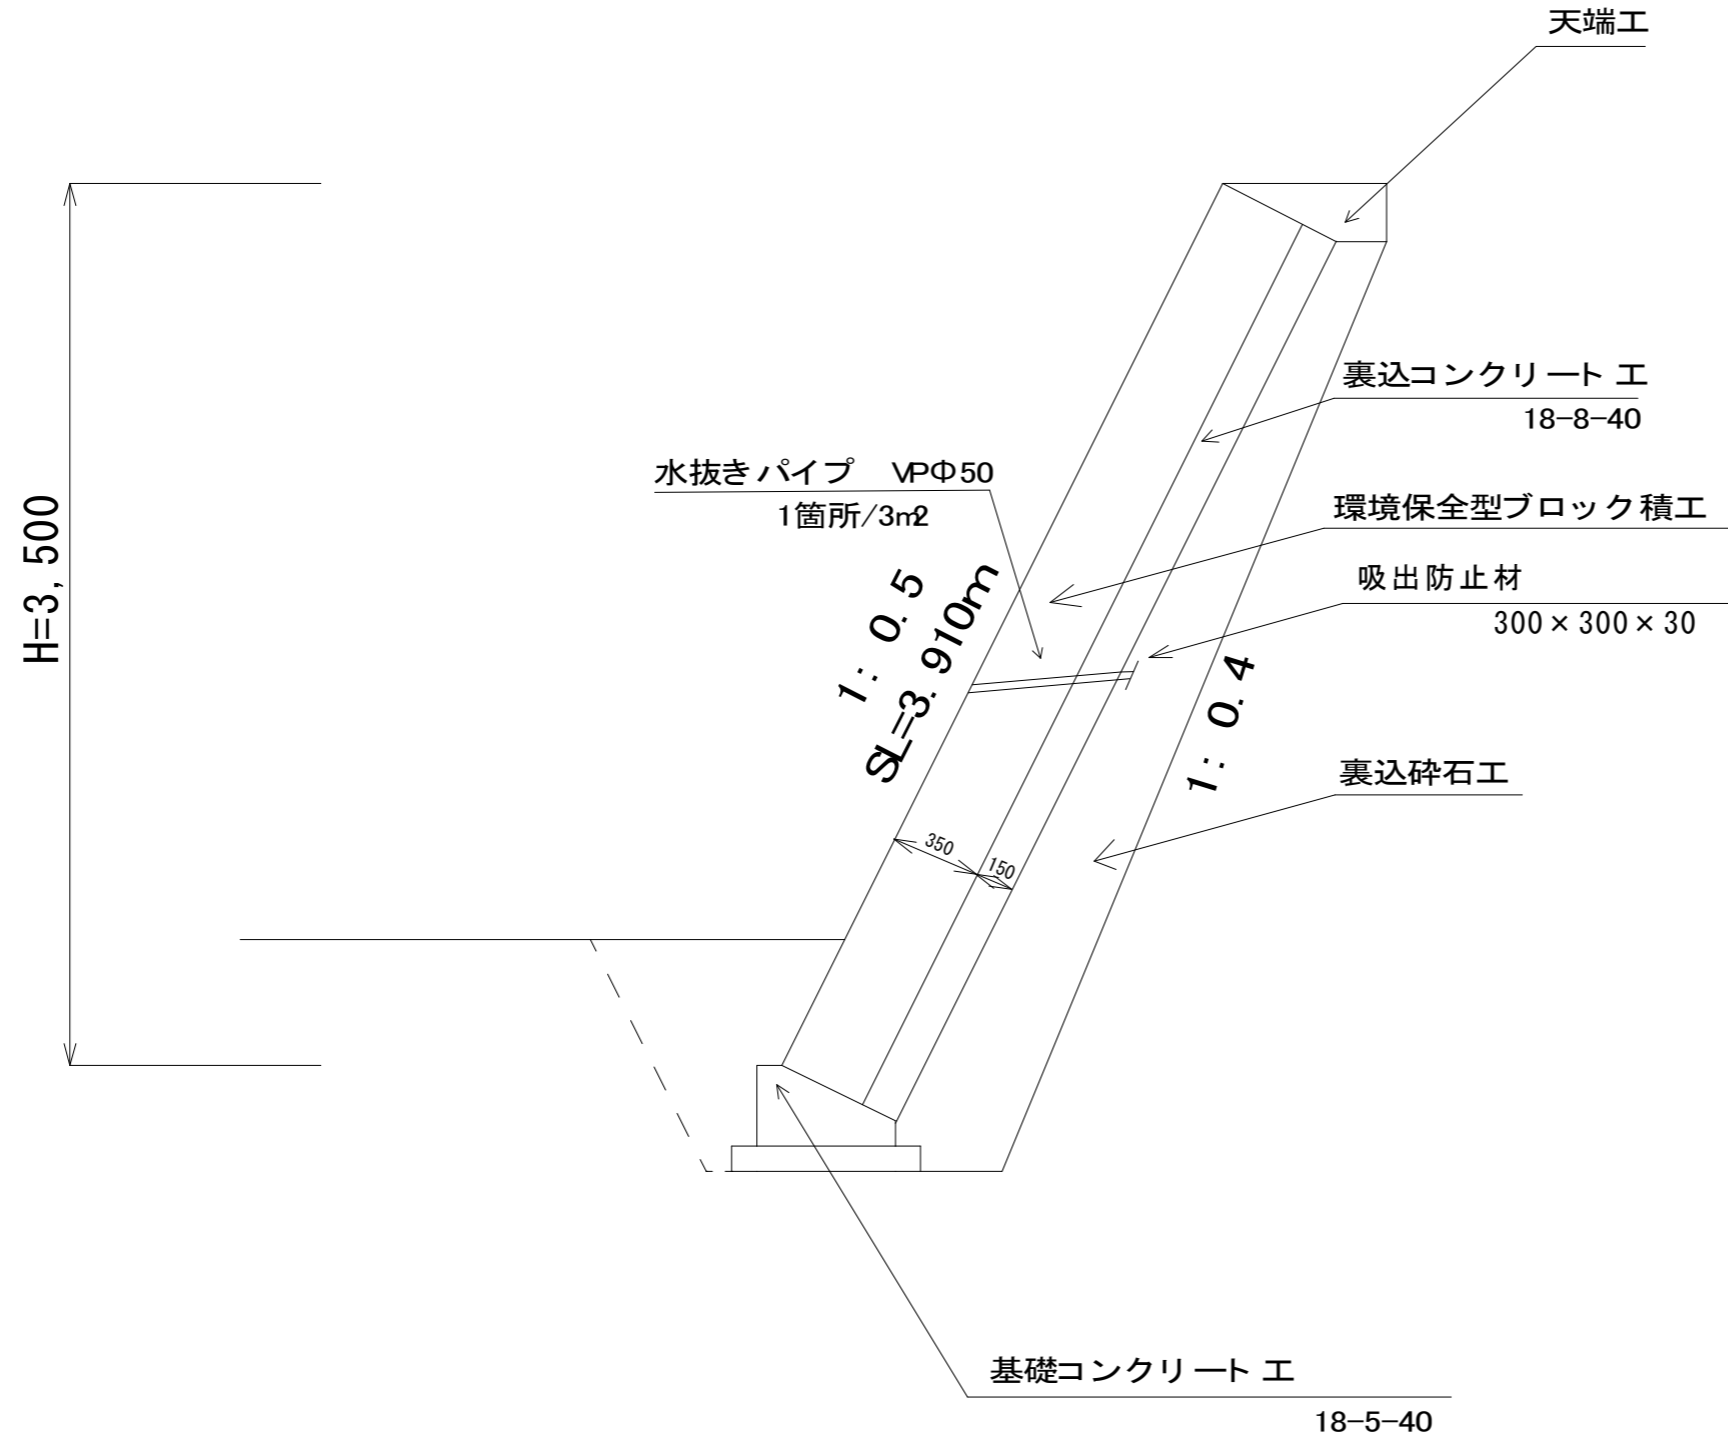 天端工
裏込コンクリート工
18-8-40
水抜きパイプ　VPΦ50
1箇所/3m2
環境保全型ブロック積工
吸出防止材
300×300×30
H=3,500
1:0.5
SL=3.910m
1:0.4
裏込砕石工
350
150
基礎コンクリート工
18-5-40